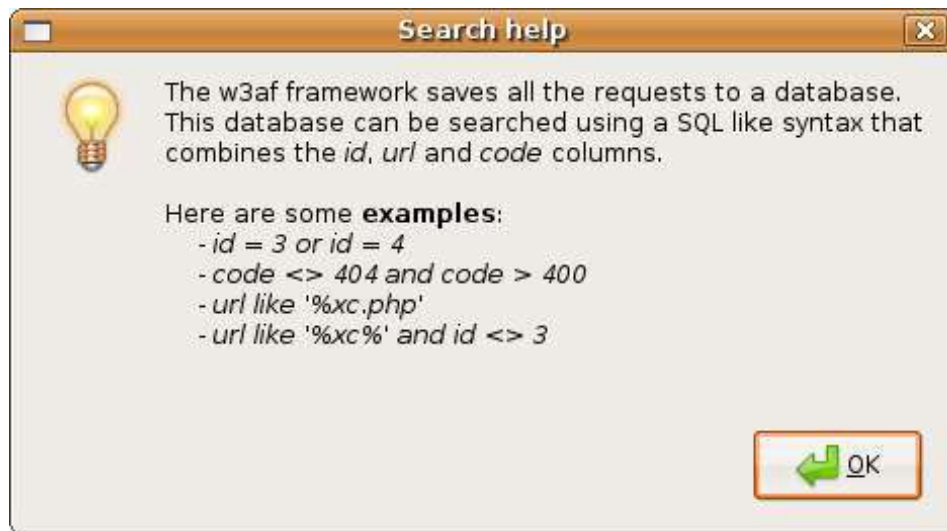 Search help
The w3af framework saves all the requests to a database.
This database can be searched using a SQL like syntax that
combines the id, url and code columns.
Here are some examples:
- id = 3 or id = 4
- code <> 404 and code > 400
- url like '%xc.php'
- url like '%xc%' and id <> 3
OK